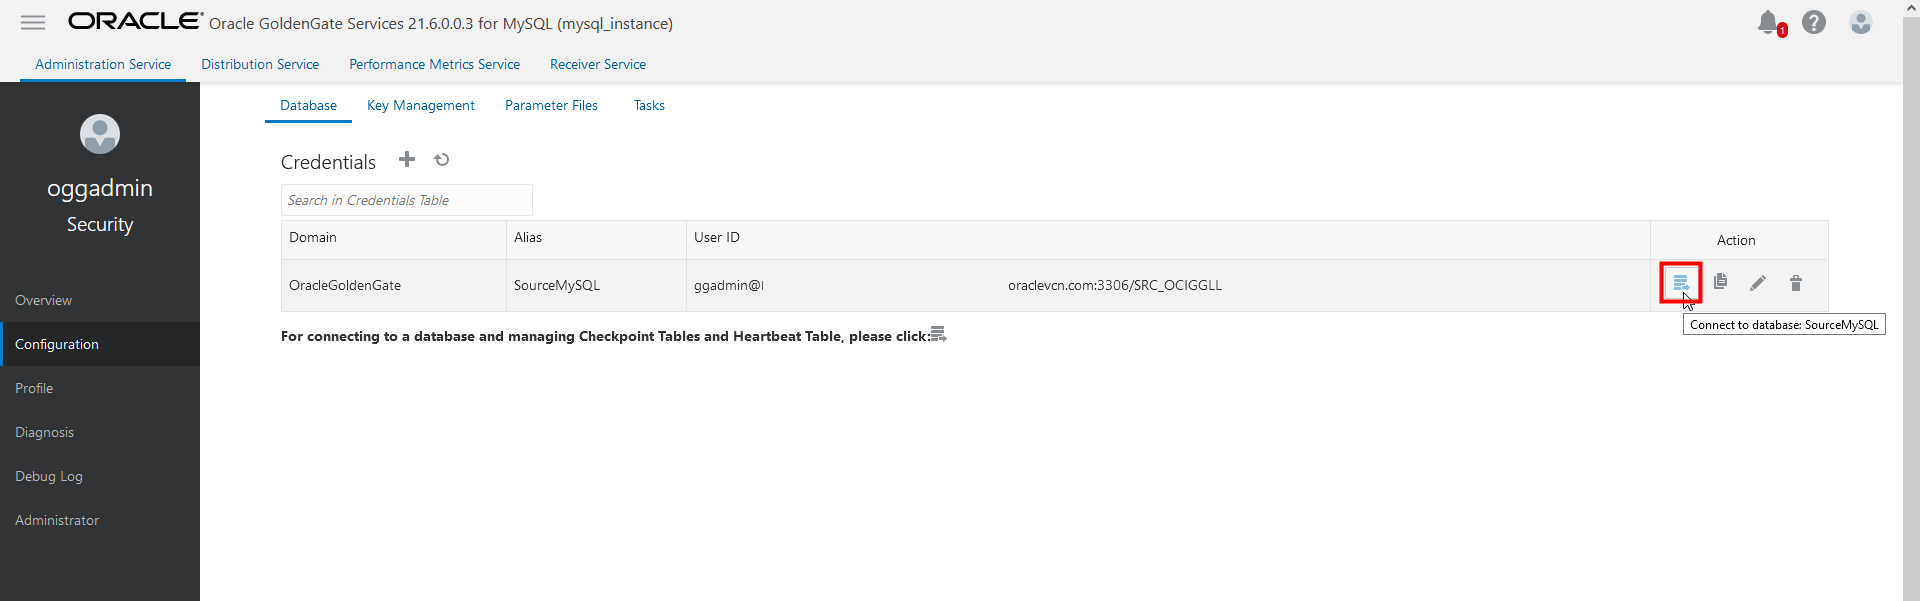 ORACLE Oracle GoldenGate Services 21.6.0.0.3 for MySQL (mysql_instance)
1
Administration Service Distribution Service Performance Metrics Service Receiver Service
oggadmin
Security
Overview
Configuration
Profile
Diagnosis
Debug Log
Administrator
Database Key Management Parameter Files Tasks
Credentials
Search in Credentials Table
Domain Alias User ID Action
OracleGoldenGate SourceMySQL ggadmin@ oraclevcn.com:3306/SRC_OCIGGLL
Connect to database: SourceMySQL
For connecting to a database and managing Checkpoint Tables and Heartbeat Table, please click: